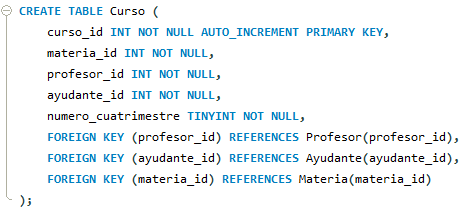 CREATE TABLE Curso (
curso_id INT NOT NULL AUTO_INCREMENT PRIMARY KEY,
materia_id INT NOT NULL,
profesor_id INT NOT NULL,
ayudante_id INT NOT NULL,
numero_cuatrimestre TINYINT NOT NULL,
FOREIGN KEY (profesor_id) REFERENCES Profesor(profesor_id),
FOREIGN KEY (ayudante_id) REFERENCES Ayudante(ayudante_id),
FOREIGN KEY (materia_id) REFERENCES Materia(materia_id)
);